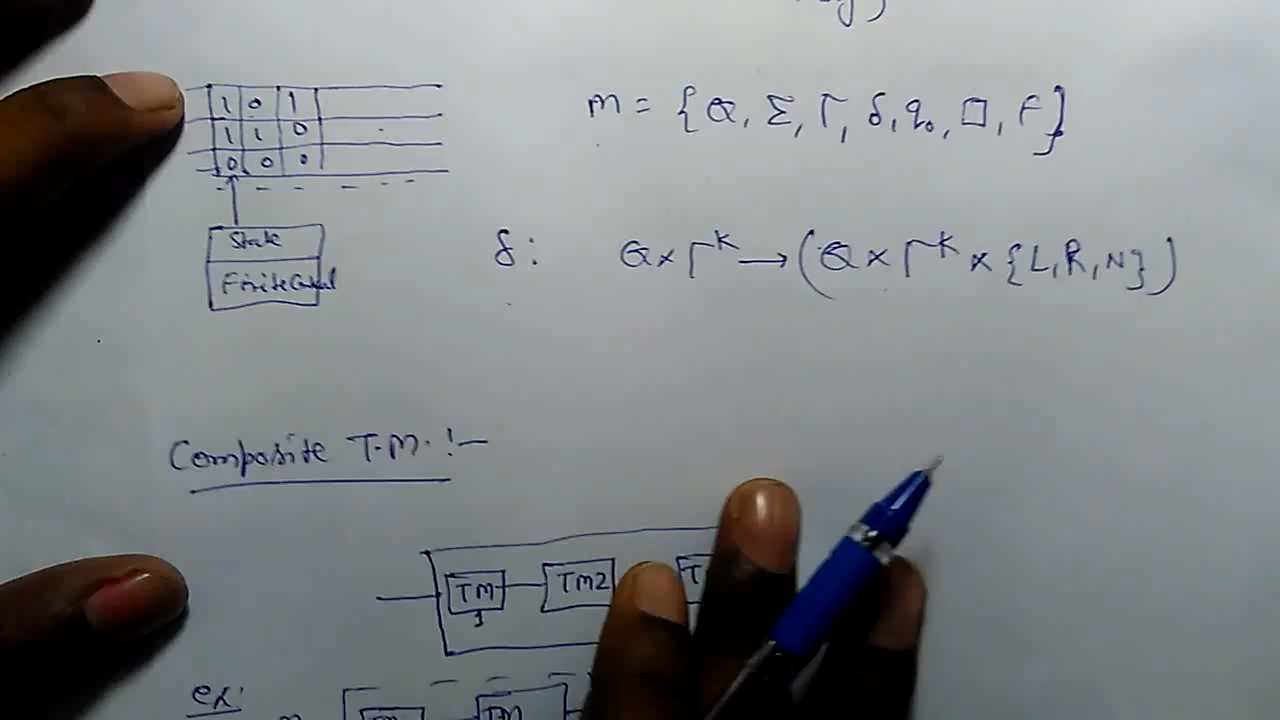 1 0 1
1 1 0
0 0 0
M = {Q, Σ, Γ, δ, q₀, □, F}
State
Finite Control
δ: Q × Γᴷ → (Q × Γᴷ × {L, R, N})
Composite T.M. :-
TM 1
TM2
T
ex:
TM